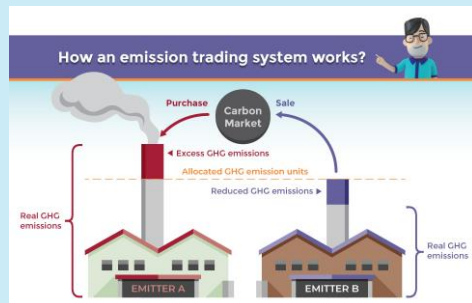 How an emission trading system works?
Purchase
Carbon
Market
Sale
Excess GHG emissions
Allocated GHG emission units
Reduced GHG emissions
Real GHG
emissions
Real GHG
emissions
EMITTER A
EMITTER B